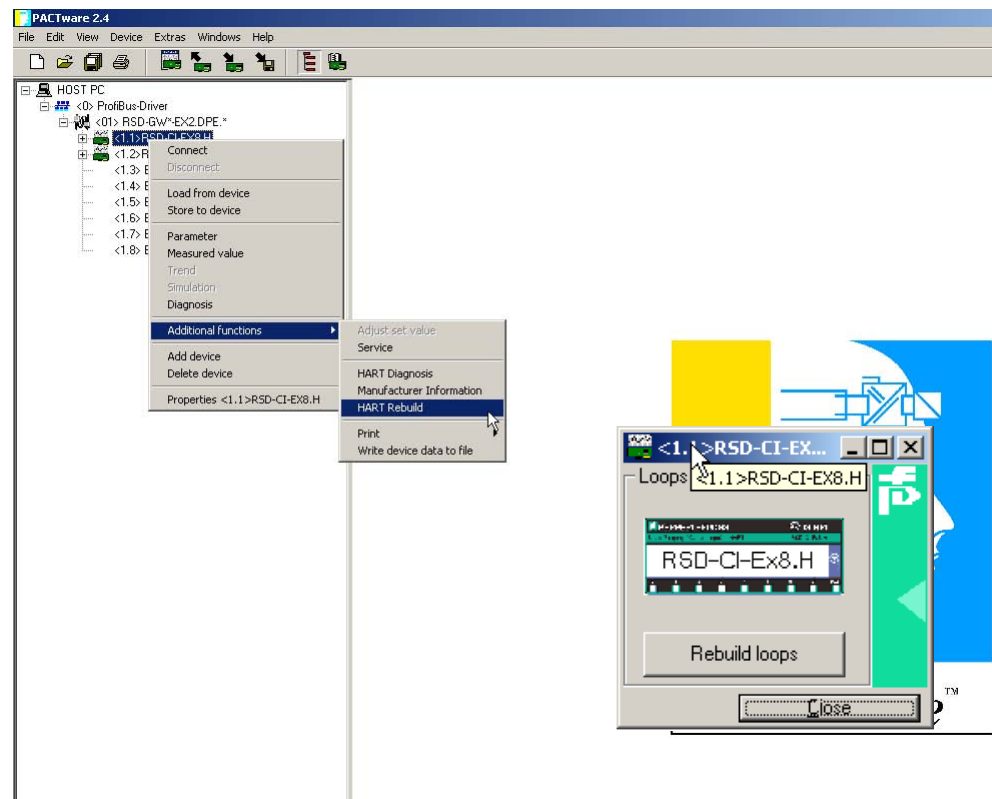 PACTware 2.4
File Edit View Device Extras Windows Help
HOST PC
<0> ProfiBus-Driver
<01> RSD-GW*-EX2.DPE.*
<1.1>RSD-CI-EX8.H
<1.2>R
<1.3> E
<1.4> E
<1.5> E
<1.6> E
<1.7> E
<1.8> E
Connect
Disconnect
Load from device
Store to device
Parameter
Measured value
Trend
Simulation
Diagnosis
Additional functions
Add device
Delete device
Properties <1.1>RSD-CI-EX8.H
Adjust set value
Service
HART Diagnosis
Manufacturer Information
HART Rebuild
Print
Write device data to file
<1.1>RSD-CI-EX...
Loops
<1.1>RSD-CI-EX8.H
RSD-CI-Ex8.H
Rebuild loops
Close
TM